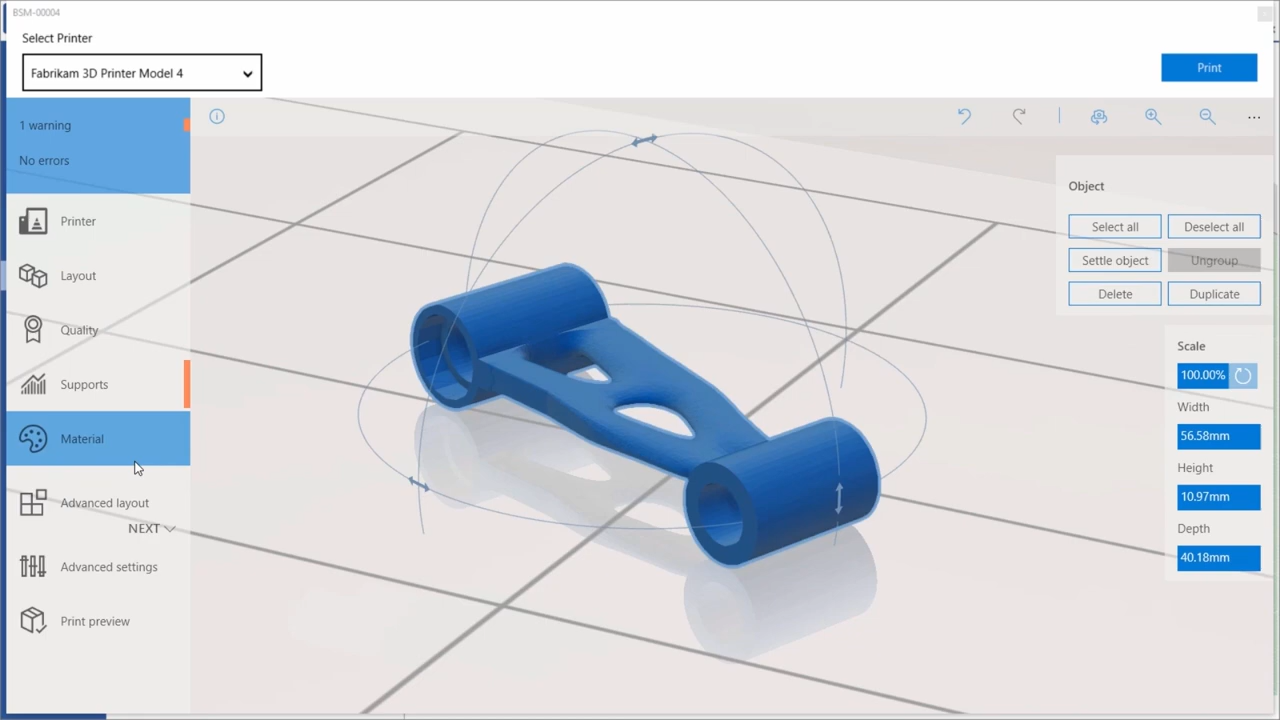 BSM-00004
Select Printer
Fabrikam 3D Printer Model 4
Print
1 warning
No errors
Printer
Layout
Quality
Supports
Material
Advanced layout
NEXT
Advanced settings
Print preview
...
Object
Select all
Deselect all
Settle object
Ungroup
Delete
Duplicate
Scale
100.00%
Width
56.58mm
Height
10.97mm
Depth
40.18mm